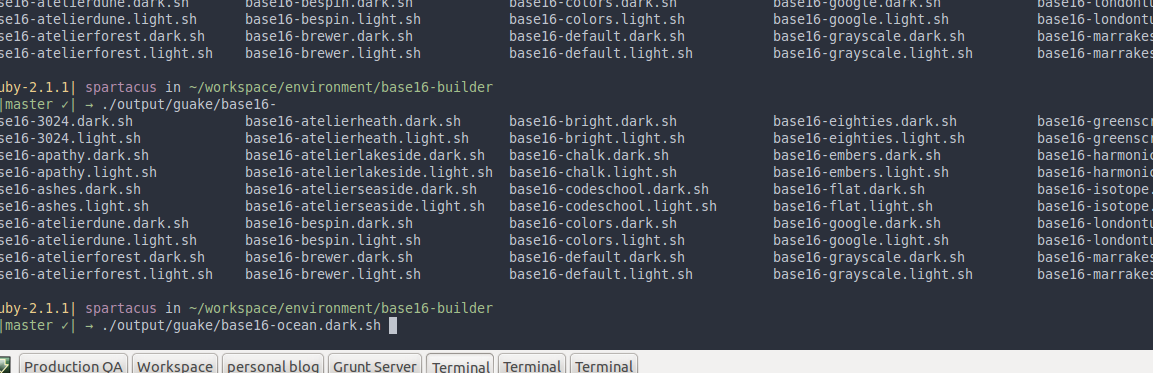 se16-atelierdune.dark.sh base16-bespin.dark.sh base16-colors.dark.sh base16-google.dark.sh base16-londontu
se16-atelierdune.light.sh base16-bespin.light.sh base16-colors.light.sh base16-google.light.sh base16-londontu
se16-atelierforest.dark.sh base16-brewer.dark.sh base16-default.dark.sh base16-grayscale.dark.sh base16-marrakes
se16-atelierforest.light.sh base16-brewer.light.sh base16-default.light.sh base16-grayscale.light.sh base16-marrakes
uby-2.1.1| spartacus in ~/workspace/environment/base16-builder
|master ✓| → ./output/guake/base16-
se16-3024.dark.sh base16-atelierheath.dark.sh base16-bright.dark.sh base16-eighties.dark.sh base16-greenscr
se16-3024.light.sh base16-atelierheath.light.sh base16-bright.light.sh base16-eighties.light.sh base16-greenscr
se16-apathy.dark.sh base16-atelierlakeside.dark.sh base16-chalk.dark.sh base16-embers.dark.sh base16-harmonic
se16-apathy.light.sh base16-atelierlakeside.light.sh base16-chalk.light.sh base16-embers.light.sh base16-harmonic
se16-ashes.dark.sh base16-atelierseaside.dark.sh base16-codeschool.dark.sh base16-flat.dark.sh base16-isotope.
se16-ashes.light.sh base16-atelierseaside.light.sh base16-codeschool.light.sh base16-flat.light.sh base16-isotope.
se16-atelierdune.dark.sh base16-bespin.dark.sh base16-colors.dark.sh base16-google.dark.sh base16-londontu
se16-atelierdune.light.sh base16-bespin.light.sh base16-colors.light.sh base16-google.light.sh base16-londontu
se16-atelierforest.dark.sh base16-brewer.dark.sh base16-default.dark.sh base16-grayscale.dark.sh base16-marrakes
se16-atelierforest.light.sh base16-brewer.light.sh base16-default.light.sh base16-grayscale.light.sh base16-marrakes
uby-2.1.1| spartacus in ~/workspace/environment/base16-builder
|master ✓| → ./output/guake/base16-ocean.dark.sh
Production QA Workspace personal blog Grunt Server Terminal Terminal Terminal